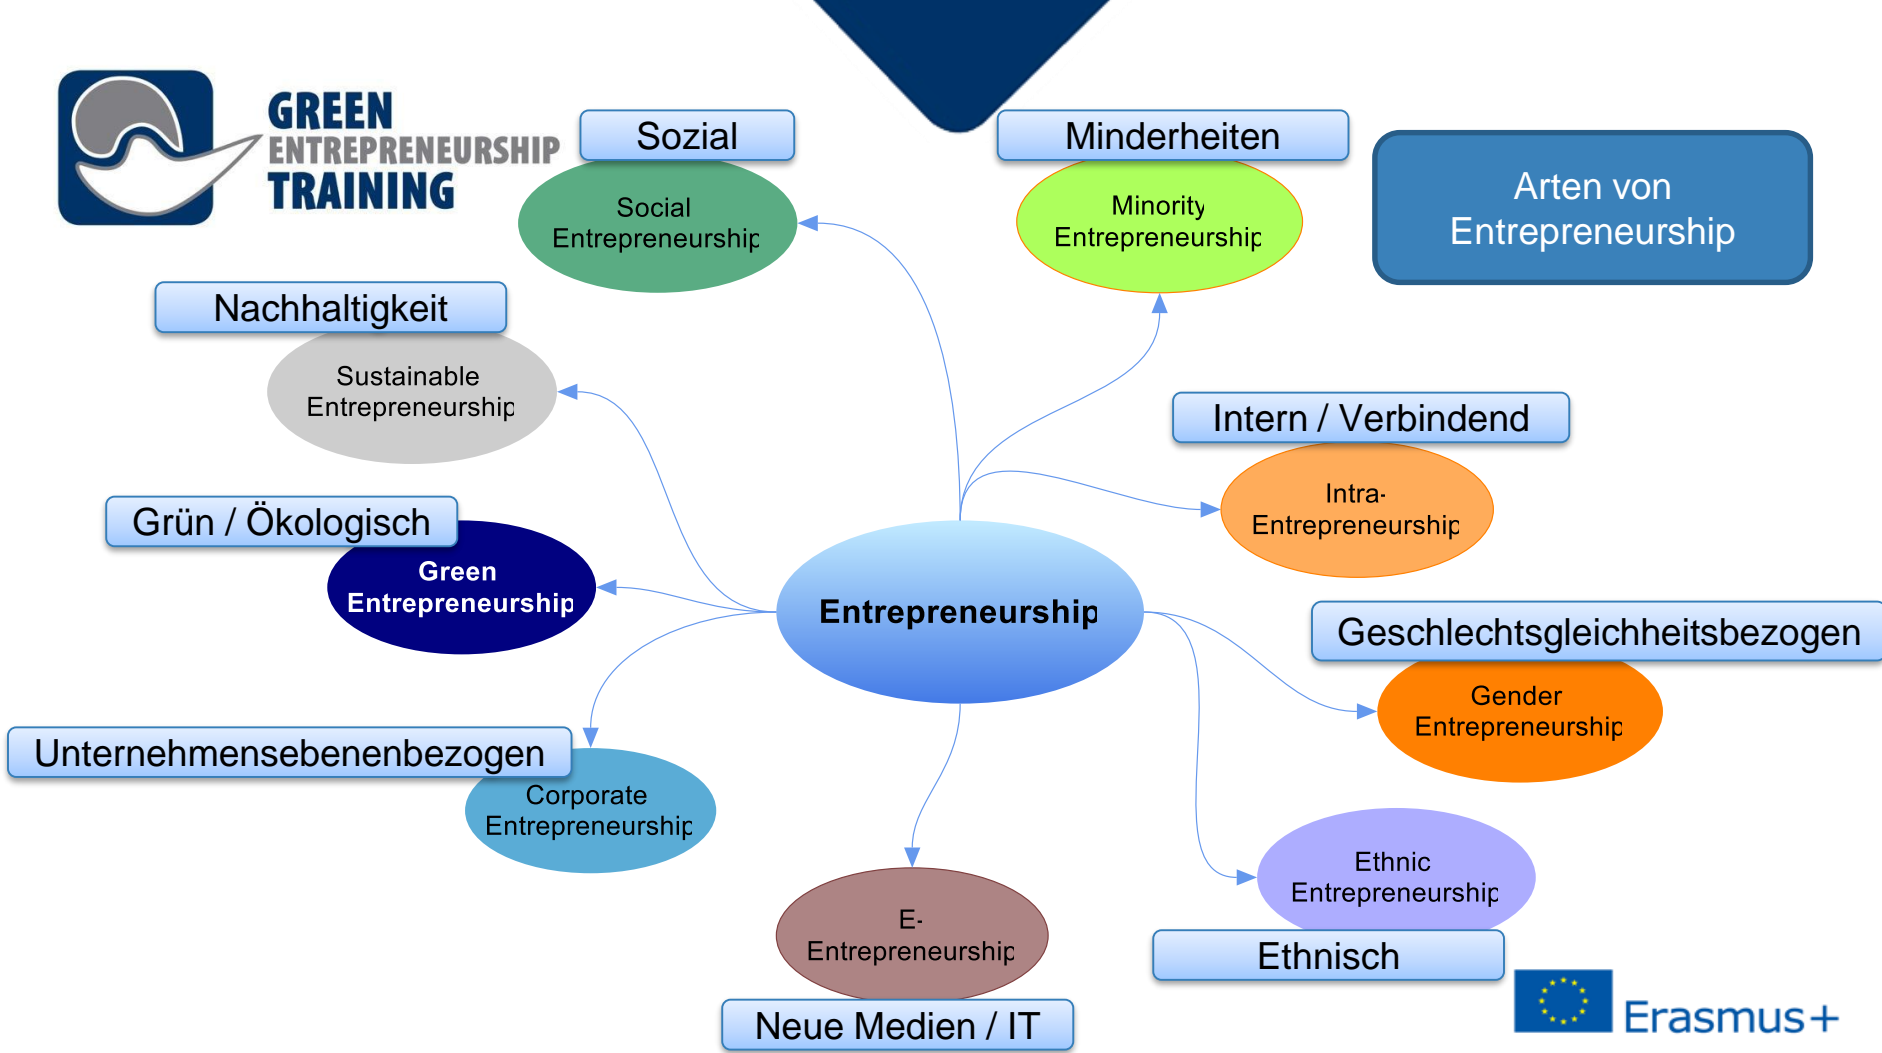 GREEN
ENTREPRENEURSHIP
TRAINING
Sozial
Social
Entrepreneurship
Minderheiten
Minority
Entrepreneurship
Arten von
Entrepreneurship
Nachhaltigkeit
Sustainable
Entrepreneurship
Intern / Verbindend
Intra-
Entrepreneurship
Grün / Ökologisch
Green
Entrepreneurship
Entrepreneurship
Geschlechtsgleichheitsbezogen
Gender
Entrepreneurship
Unternehmensebenenbezogen
Corporate
Entrepreneurship
Ethnic
Entrepreneurship
Ethnisch
E-
Entrepreneurship
Neue Medien / IT
Erasmus+